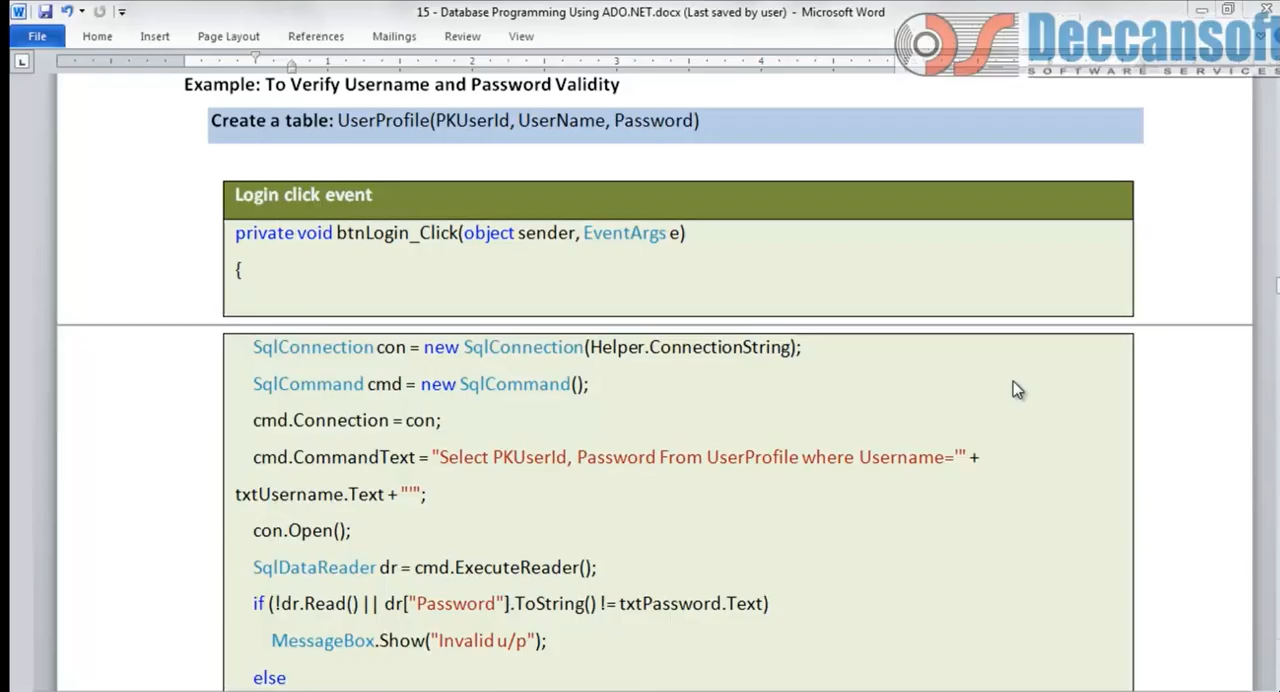 15 - Database Programming Using ADO.NET.docx (Last saved by user) - Microsoft Word
File Home Insert Page Layout References Mailings Review View
Deccansoft
SOFTWARE SERVICES
1 2 3 4
Example: To Verify Username and Password Validity
Create a table: UserProfile(PKUserId, UserName, Password)
Login click event
private void btnLogin_Click(object sender, EventArgs e)
{
SqlConnection con = new SqlConnection(Helper.ConnectionString);
SqlCommand cmd = new SqlCommand();
cmd.Connection = con;
cmd.CommandText = "Select PKUserId, Password From UserProfile where Username='" +
txtUsername.Text + "'";
con.Open();
SqlDataReader dr = cmd.ExecuteReader();
if (!dr.Read() || dr["Password"].ToString() != txtPassword.Text)
MessageBox.Show("Invalid u/p");
else